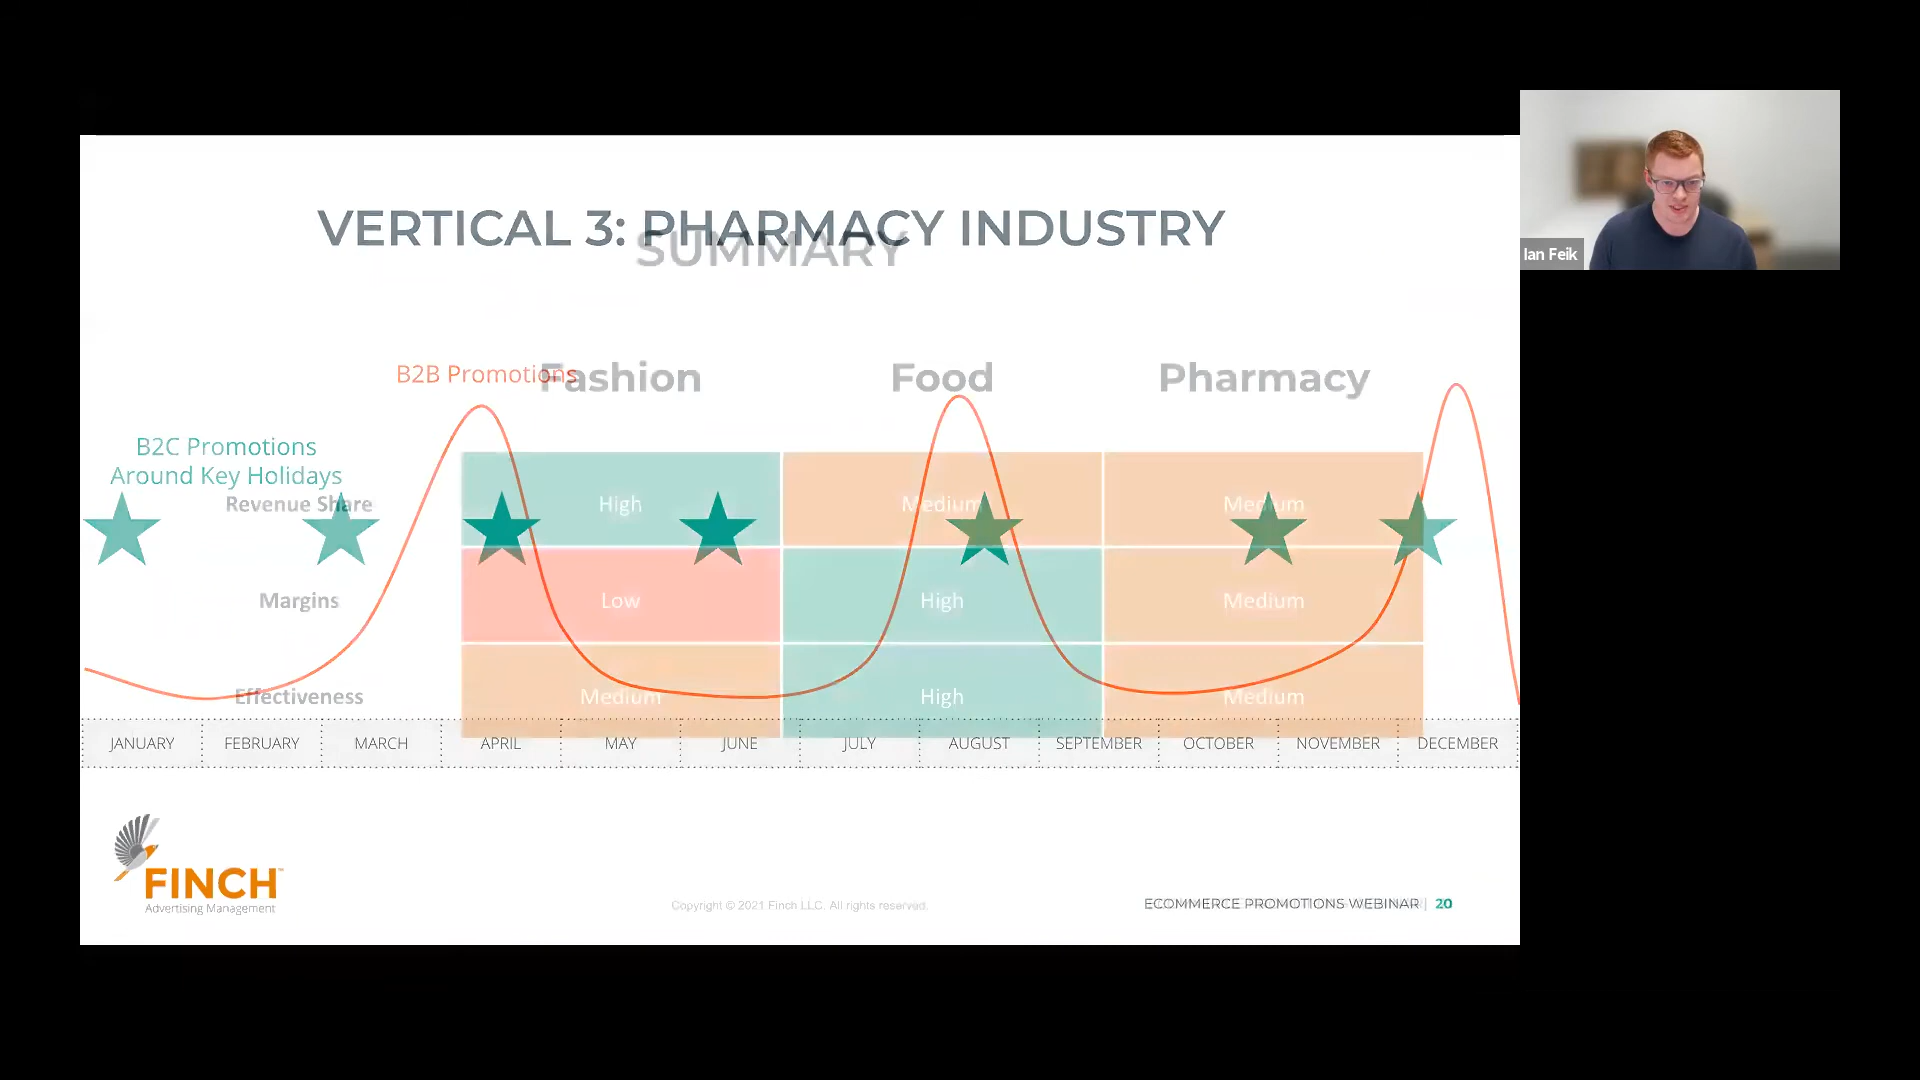 VERTICAL 3: PHARMACY INDUSTRY
SUMMARY
B2B Promotions
Fashion
Food
Pharmacy
B2C Promotions
Around Key Holidays
Revenue Share
High
Medium
Medium
Margins
Low
High
Medium
Effectiveness
Medium
High
Medium
JANUARY
FEBRUARY
MARCH
APRIL
MAY
JUNE
JULY
AUGUST
SEPTEMBER
OCTOBER
NOVEMBER
DECEMBER
FINCH™
Advertising Management
Copyright © 2021 Finch LLC. All rights reserved.
ECOMMERCE PROMOTIONS WEBINAR | 20
Ian Feik